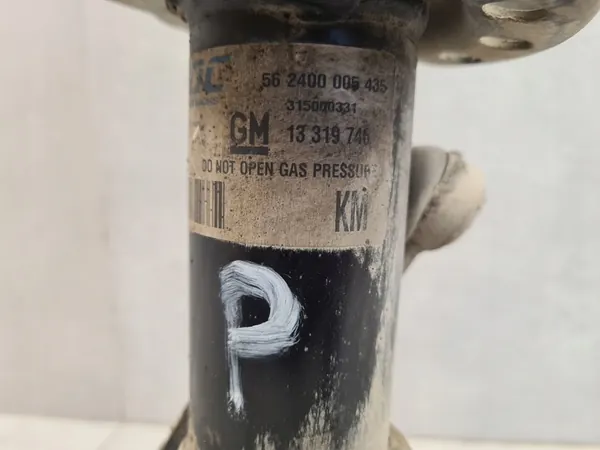 56 2400 005 435
315000331
GM 13 319 746
DO NOT OPEN GAS PRESSURE
KM
P